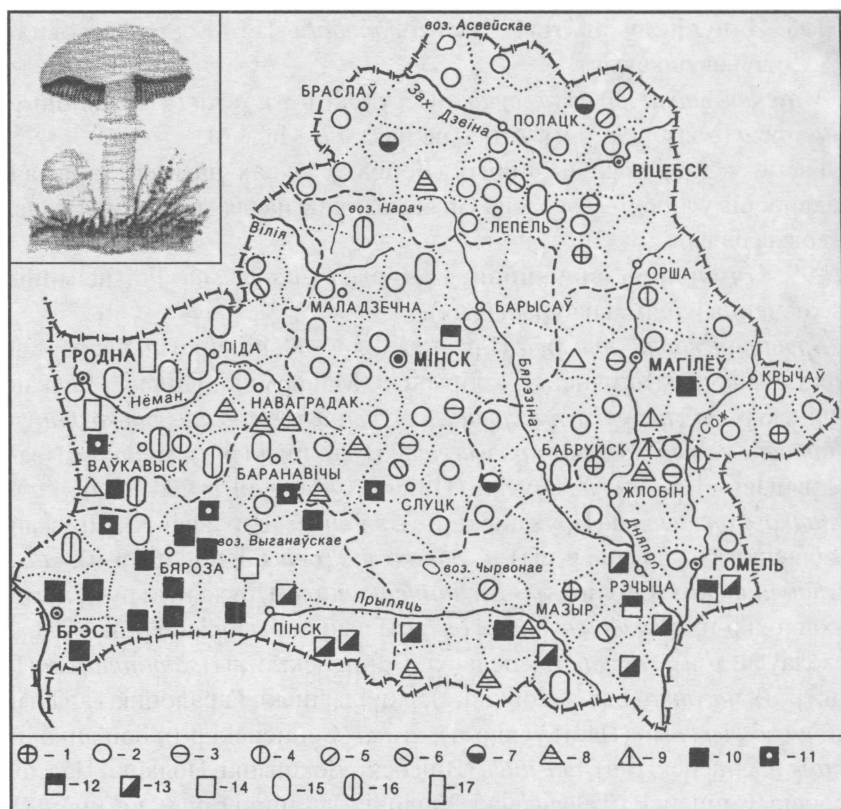 воз. Асвейскае
БРАСЛАЎ
Зах. Дзвіна
ПОЛАЦК
ВІЦЕБСК
воз. Нарач
ЛЕПЕЛЬ
Вілія
ОРША
МАЛАДЗЕЧНА
БАРЫСАЎ
ГРОДНА
ЛІДА
МІНСК
МАГІЛЁЎ
КРЫЧАЎ
Нёман
НАВАГРАДАК
Бярэзіна
Сож
ВАЎКАВЫСК
БАРАНАВІЧЫ
БАБРУЙСК
СЛУЦК
ЖЛОБІН
воз. Выганаўскае
Дняпро
БЯРОЗА
воз. Чырвонае
РЭЧЫЦА
ГОМЕЛЬ
БРЭСТ
ПІНСК
Прыпяць
МАЗЫР
- 1 - 2 - 3 - 4 - 5 - 6 - 7 - 8 - 9 - 10 - 11
- 12 - 13 - 14 - 15 - 16 - 17